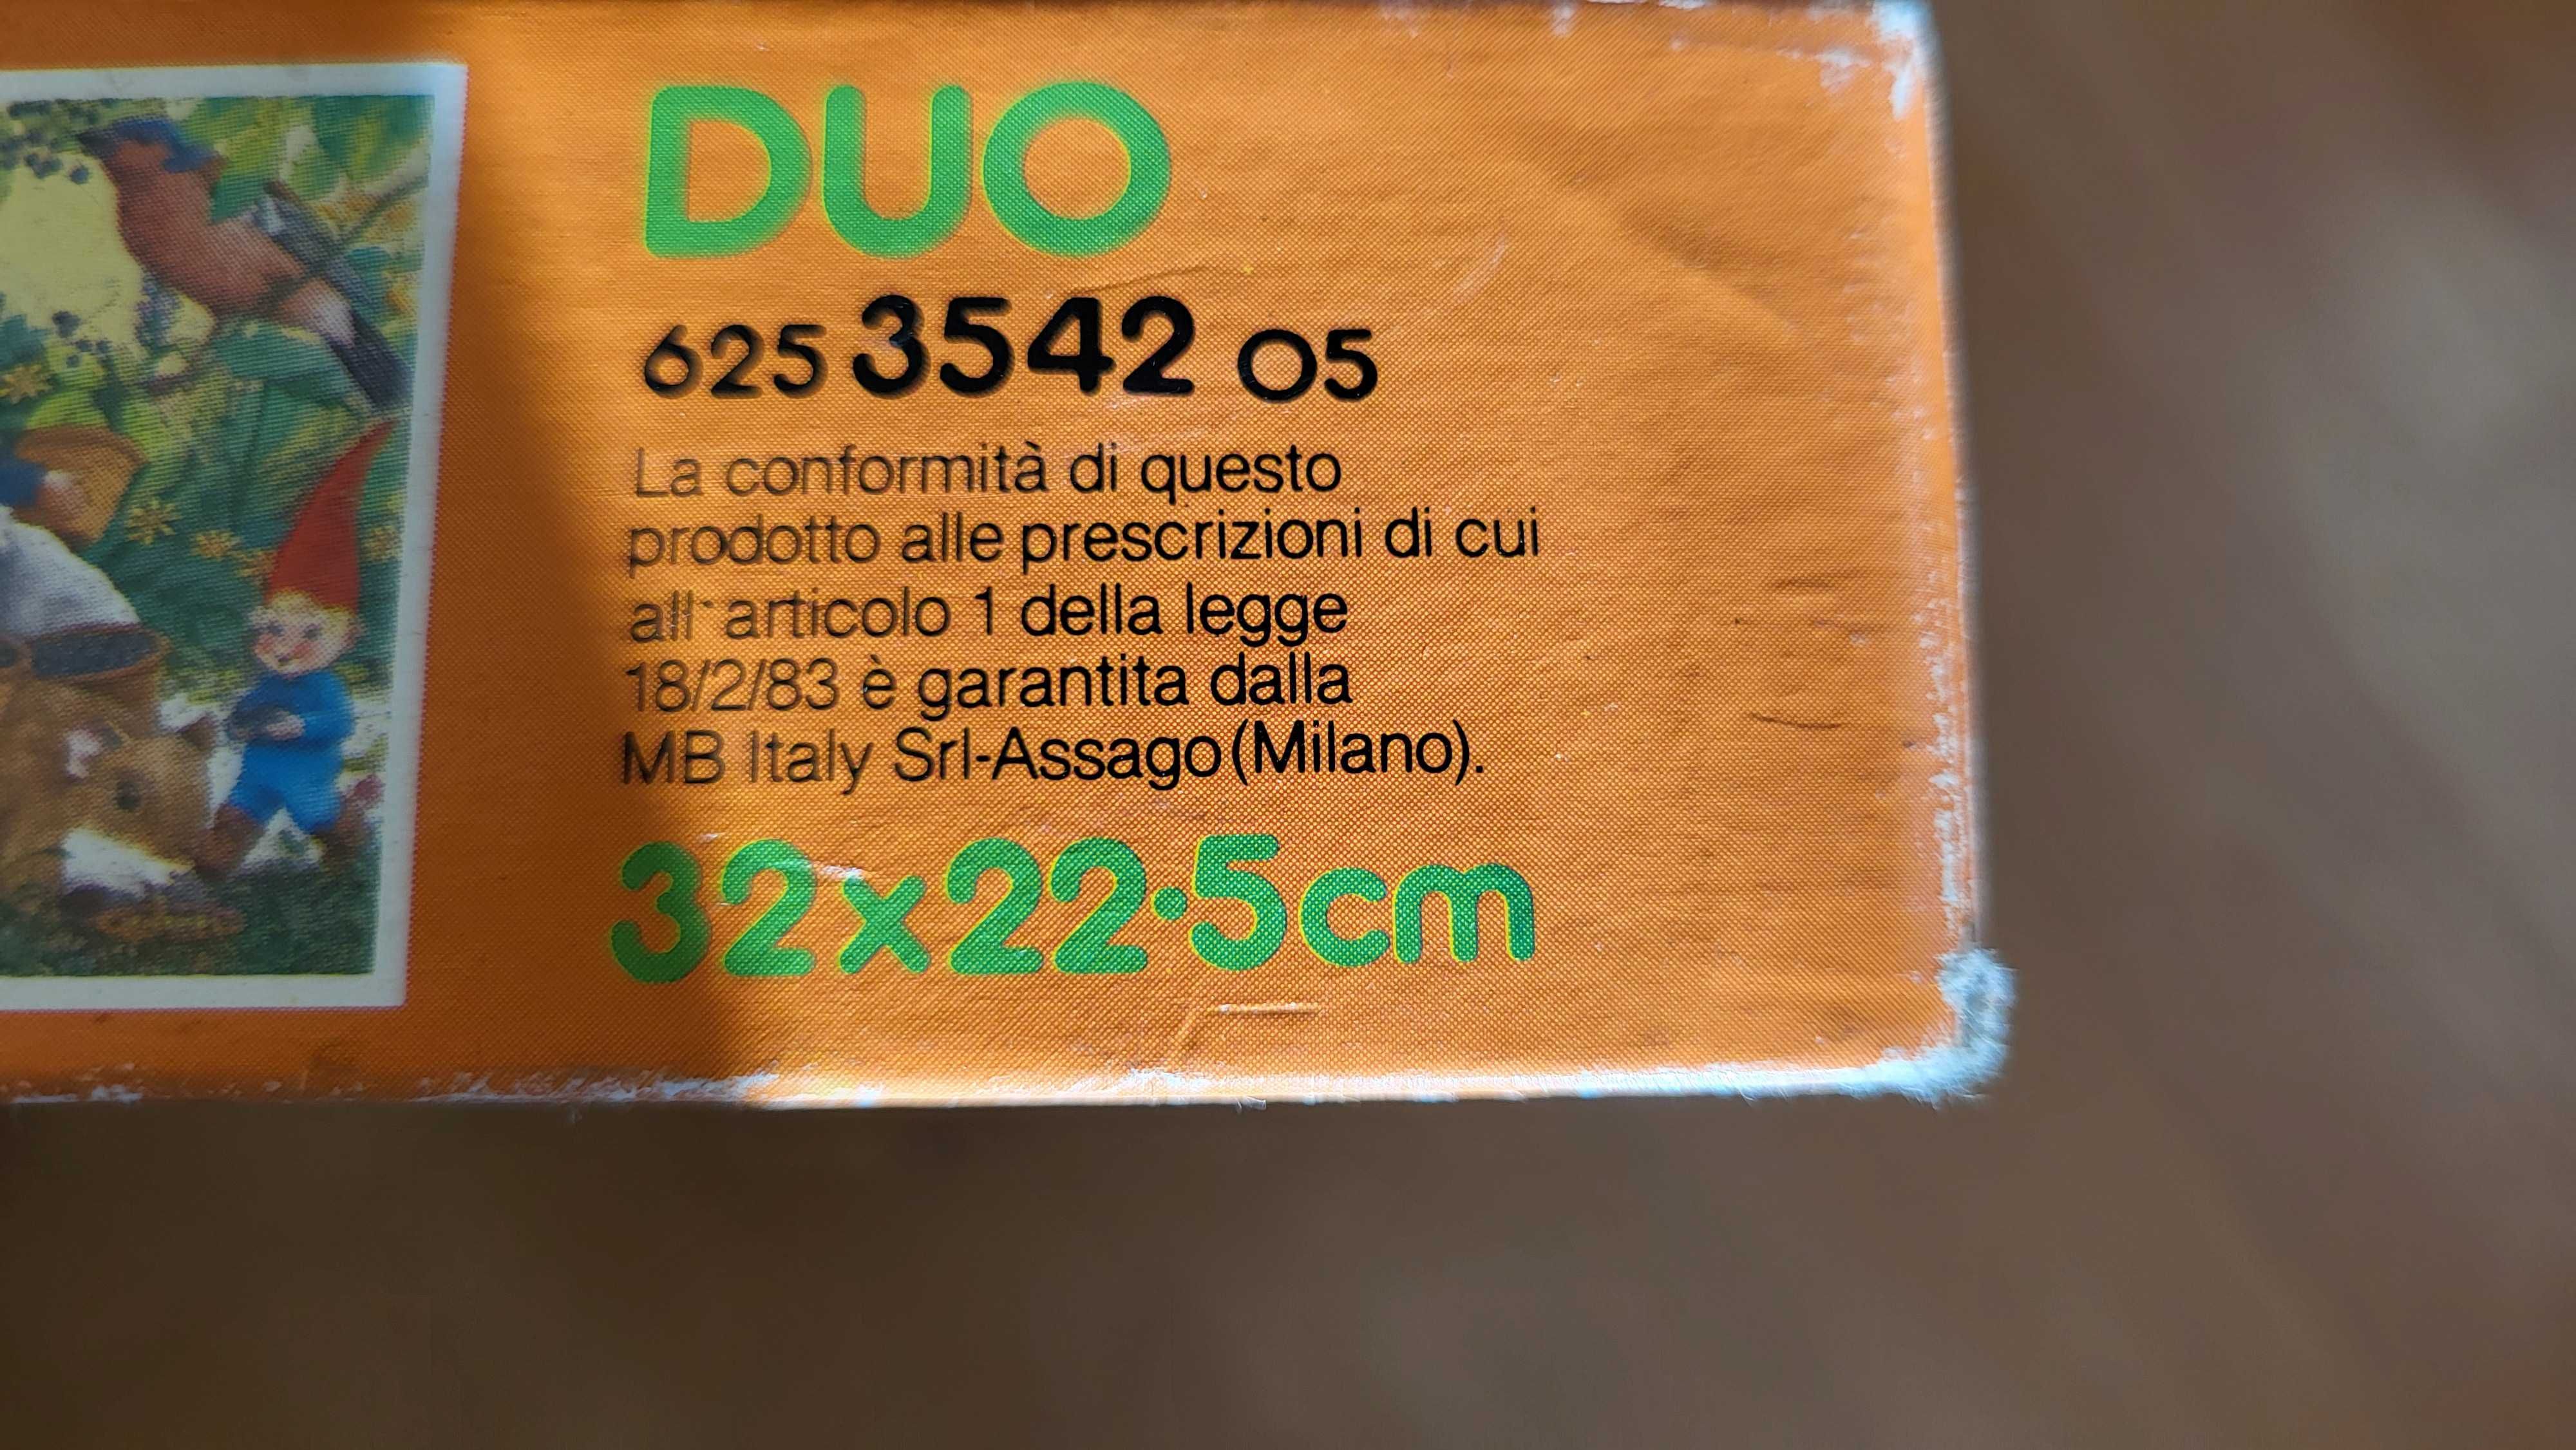 DUO
625 3542 05
La conformità di questo
prodotto alle prescrizioni di cui
all'articolo 1 della legge
18/2/83 è garantita dalla
MB Italy Srl-Assago (Milano).
32x22·5cm